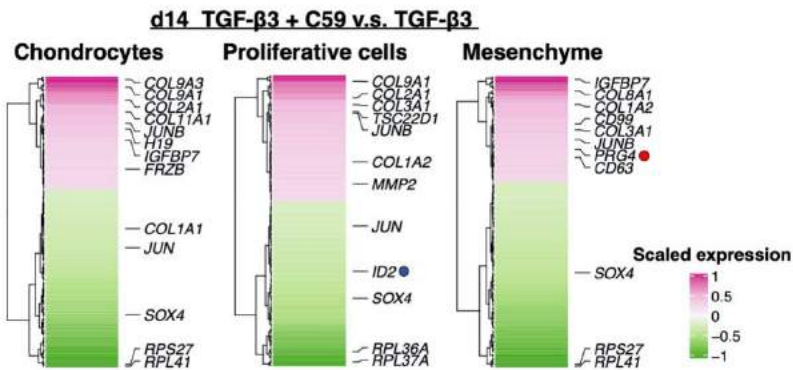 d14 TGF-β3 + C59 v.s. TGF-β3
Chondrocytes
COL9A3
COL9A1
COL2A1
COL11A1
JUNB
H19
IGFBP7
FRZB
COL1A1
JUN
SOX4
RPS27
RPL41
Proliferative cells
COL9A1
COL2A1
COL3A1
TSC22D1
JUNB
COL1A2
MMP2
JUN
ID2
SOX4
RPL36A
RPL37A
Mesenchyme
IGFBP7
COL8A1
COL1A2
CD99
COL3A1
JUNB
PRG4
CD63
SOX4
RPS27
RPL41
Scaled expression
1
0.5
0
−0.5
−1